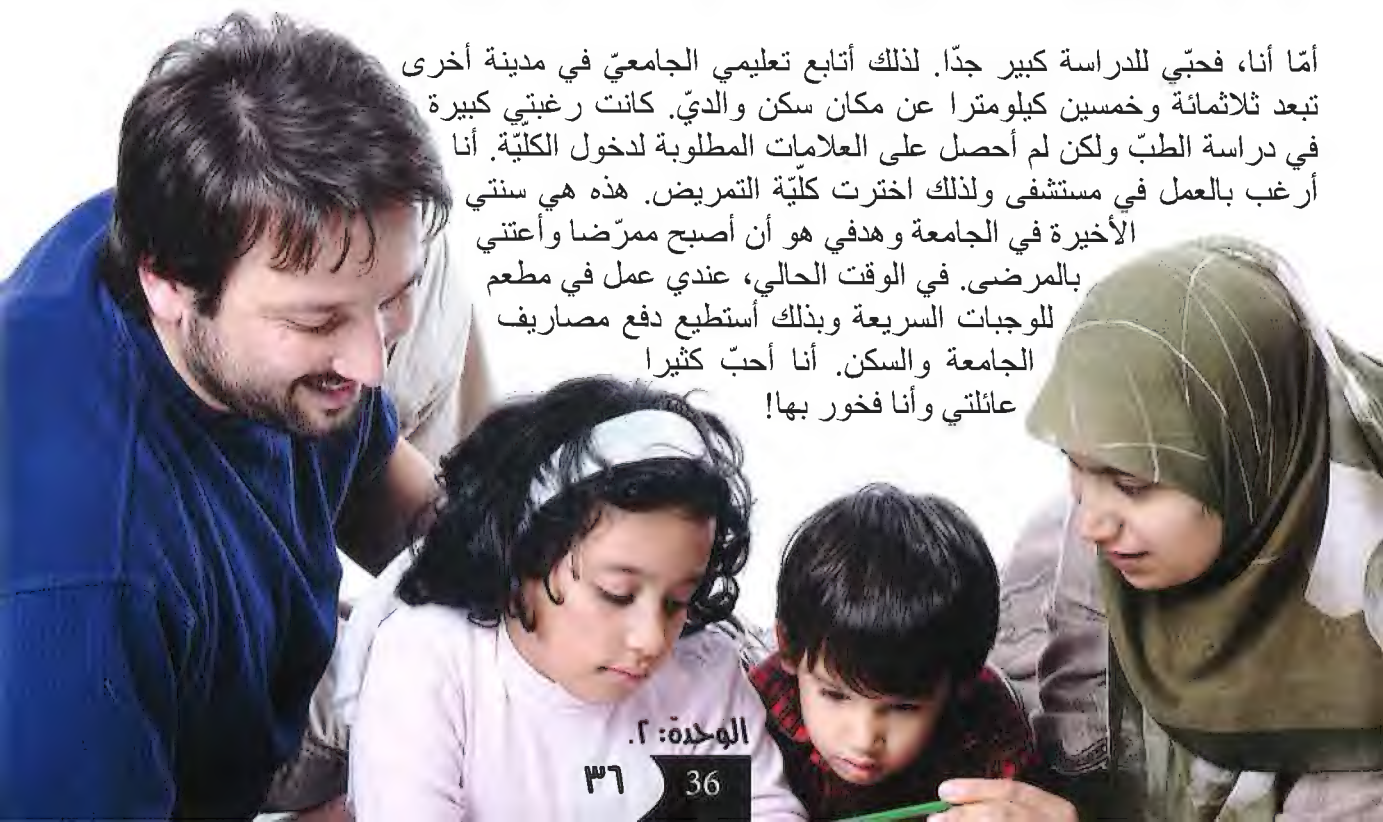 أمّا أنا، فحبّي للدراسة كبير جدّا. لذلك أتابع تعليمي الجامعيّ في مدينة أخرى
تبعد ثلاثمائة وخمسين كيلومترا عن مكان سكن والديّ. كانت رغبتي كبيرة
في دراسة الطبّ ولكن لم أحصل على العلامات المطلوبة لدخول الكلّيّة. أنا
أرغب بالعمل في مستشفى ولذلك اخترت كلّيّة التمريض. هذه هي سنتي
الأخيرة في الجامعة وهدفي هو أن أصبح ممرّضا وأعتني
بالمرضى. في الوقت الحالي، عندي عمل في مطعم
للوجبات السريعة وبذلك أستطيع دفع مصاريف
الجامعة والسكن. أنا أحبّ كثيرا
عائلتي وأنا فخور بها!
الوحدة: ٢.
٣٦ 36